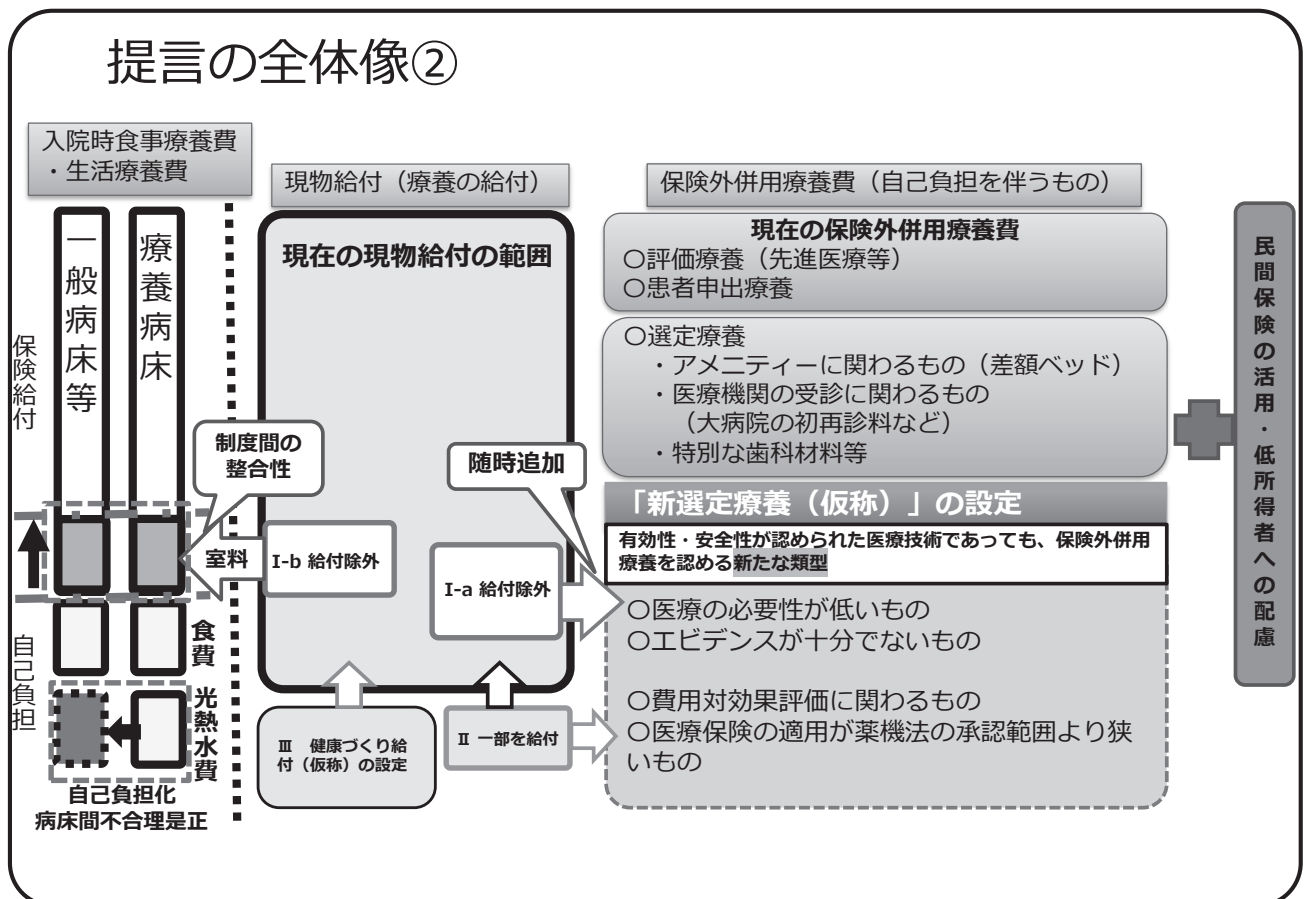 提言の全体像②
入院時食事療養費
・生活療養費
現物給付（療養の給付）
保険外併用療養費（自己負担を伴うもの）
一般病床等
療養病床
保険給付
自己負担
現在の現物給付の範囲
現在の保険外併用療養費
〇評価療養（先進医療等）
〇患者申出療養
〇選定療養
・アメニティーに関わるもの（差額ベッド）
・医療機関の受診に関わるもの
（大病院の初再診料など）
・特別な歯科材料等
制度間の
整合性
随時追加
「新選定療養（仮称）」の設定
有効性・安全性が認められた医療技術であっても、保険外併用
療養を認める新たな類型
室料
Ⅰ-b 給付除外
Ⅰ-a 給付除外
〇医療の必要性が低いもの
〇エビデンスが十分でないもの
〇費用対効果評価に関わるもの
〇医療保険の適用が薬機法の承認範囲より狭
いもの
食費
光熱水費
Ⅲ 健康づくり給
付（仮称）の設定
Ⅱ 一部を給付
自己負担化
病床間不合理是正
民間保険の活用・低所得者への配慮